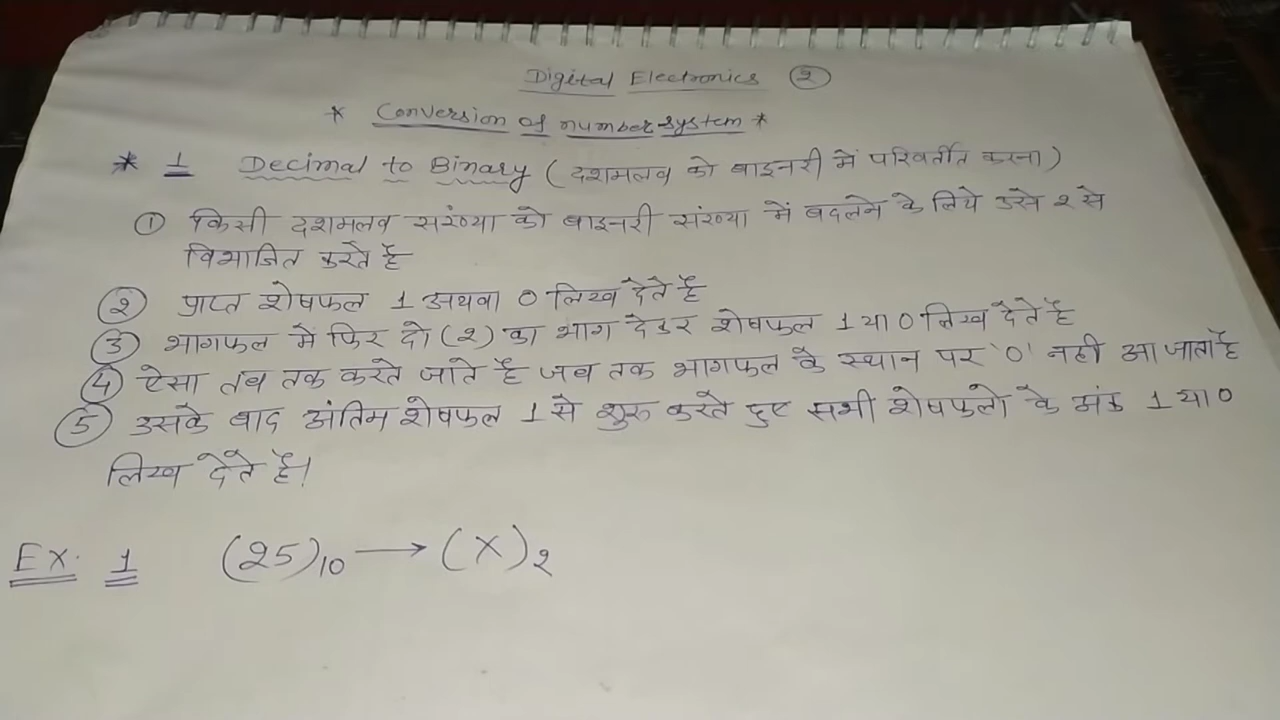 Digital Electronics (2)
* Conversion of number system *
* 1 Decimal to Binary ( दशमलव को बाइनरी में परिवर्तीत करना )
① किसी दशमलव संख्या को बाइनरी संख्या में बदलने के लिये उसे 2 से
विभाजित करते है
② प्राप्त शेषफल 1 अथवा 0 लिख देते है
③ भागफल मे फिर दो (2) का भाग देकर शेषफल 1 या 0 लिख देते है
④ ऐसा तब तक करते जाते है जब तक भागफल के स्थान पर '0' नही आ जाता है
⑤ उसके बाद अंतिम शेषफल 1 से शुरू करते हुए सभी शेषफलो के अंक 1 या 0
लिख देते है।
Ex. 1 (25)₁₀ → (X)₂